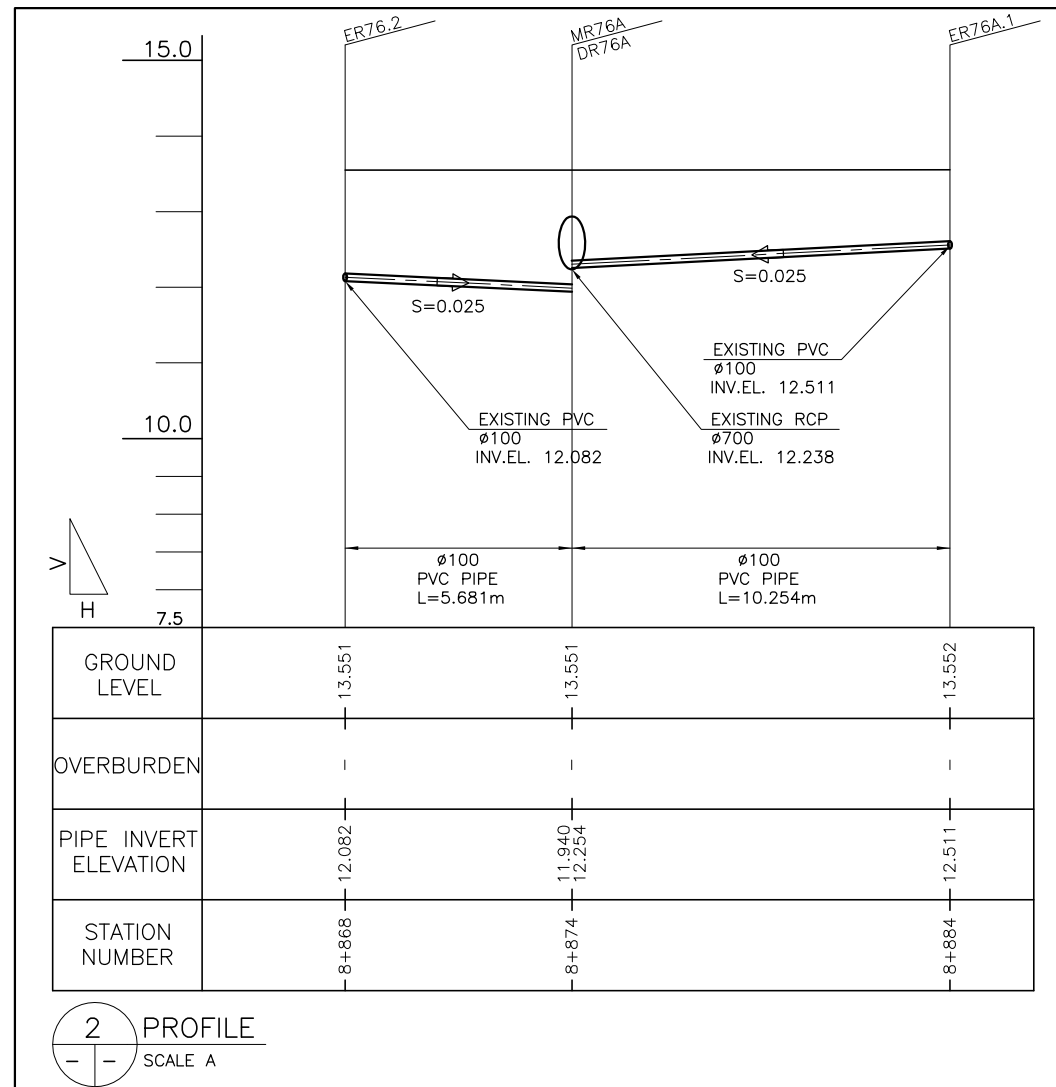 ER76.2
MR76A
DR76A
ER76A.1
15.0
S=0.025
S=0.025
EXISTING PVC
ø100
INV.EL. 12.511
10.0
EXISTING PVC
ø100
INV.EL. 12.082
EXISTING RCP
ø700
INV.EL. 12.238
V
H
ø100
PVC PIPE
L=5.681m
ø100
PVC PIPE
L=10.254m
7.5
GROUND
LEVEL
13.551
13.551
13.552
OVERBURDEN
-
-
-
PIPE INVERT
ELEVATION
12.082
11.940
12.254
12.511
STATION
NUMBER
8+868
8+874
8+884
2
- -
PROFILE
SCALE A